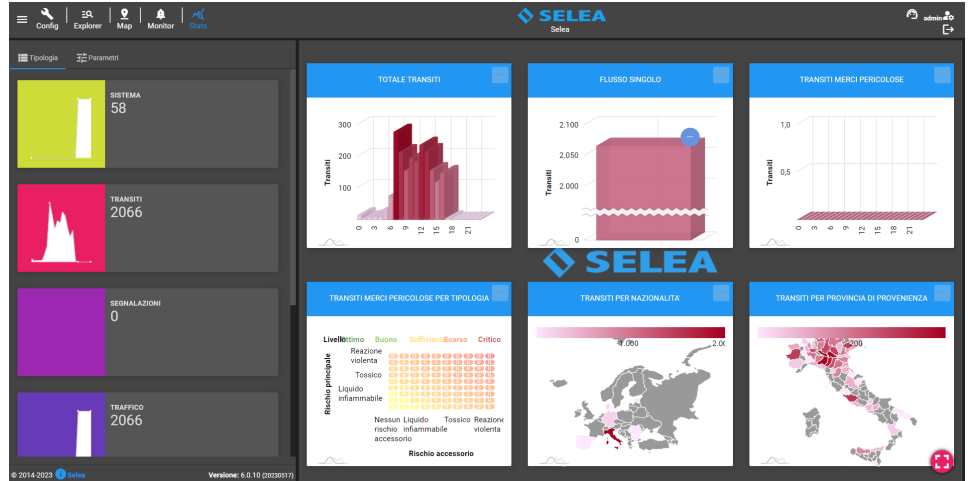 Config
Explorer
Map
Monitor
Stats
SELEA
Selea
admin
Tipologia
Parametri
SISTEMA
58
TRANSITI
2066
SEGNALAZIONI
0
TRAFFICO
2066
© 2014-2023 Selea
Versione: 6.0.10 (20230517)
TOTALE TRANSITI
300
200
100
Transiti
0 3 6 9 12 15 18 21
FLUSSO SINGOLO
2.100
2.050
2.000
0
Transiti
TRANSITI MERCI PERICOLOSE
1,0
0,5
Transiti
0 3 6 9 12 15 18 21
SELEA
TRANSITI MERCI PERICOLOSE PER TIPOLOGIA
Livello Ottimo Buono Sufficiente Scarso Critico
Rischio principale
Reazione
violenta
Tossico
Liquido
infiammabile
Nessun Liquido Tossico Reazione
rischio infiammabile violenta
accessorio
Rischio accessorio
TRANSITI PER NAZIONALITA'
1.000 2.00
TRANSITI PER PROVINCIA DI PROVENIENZA
200